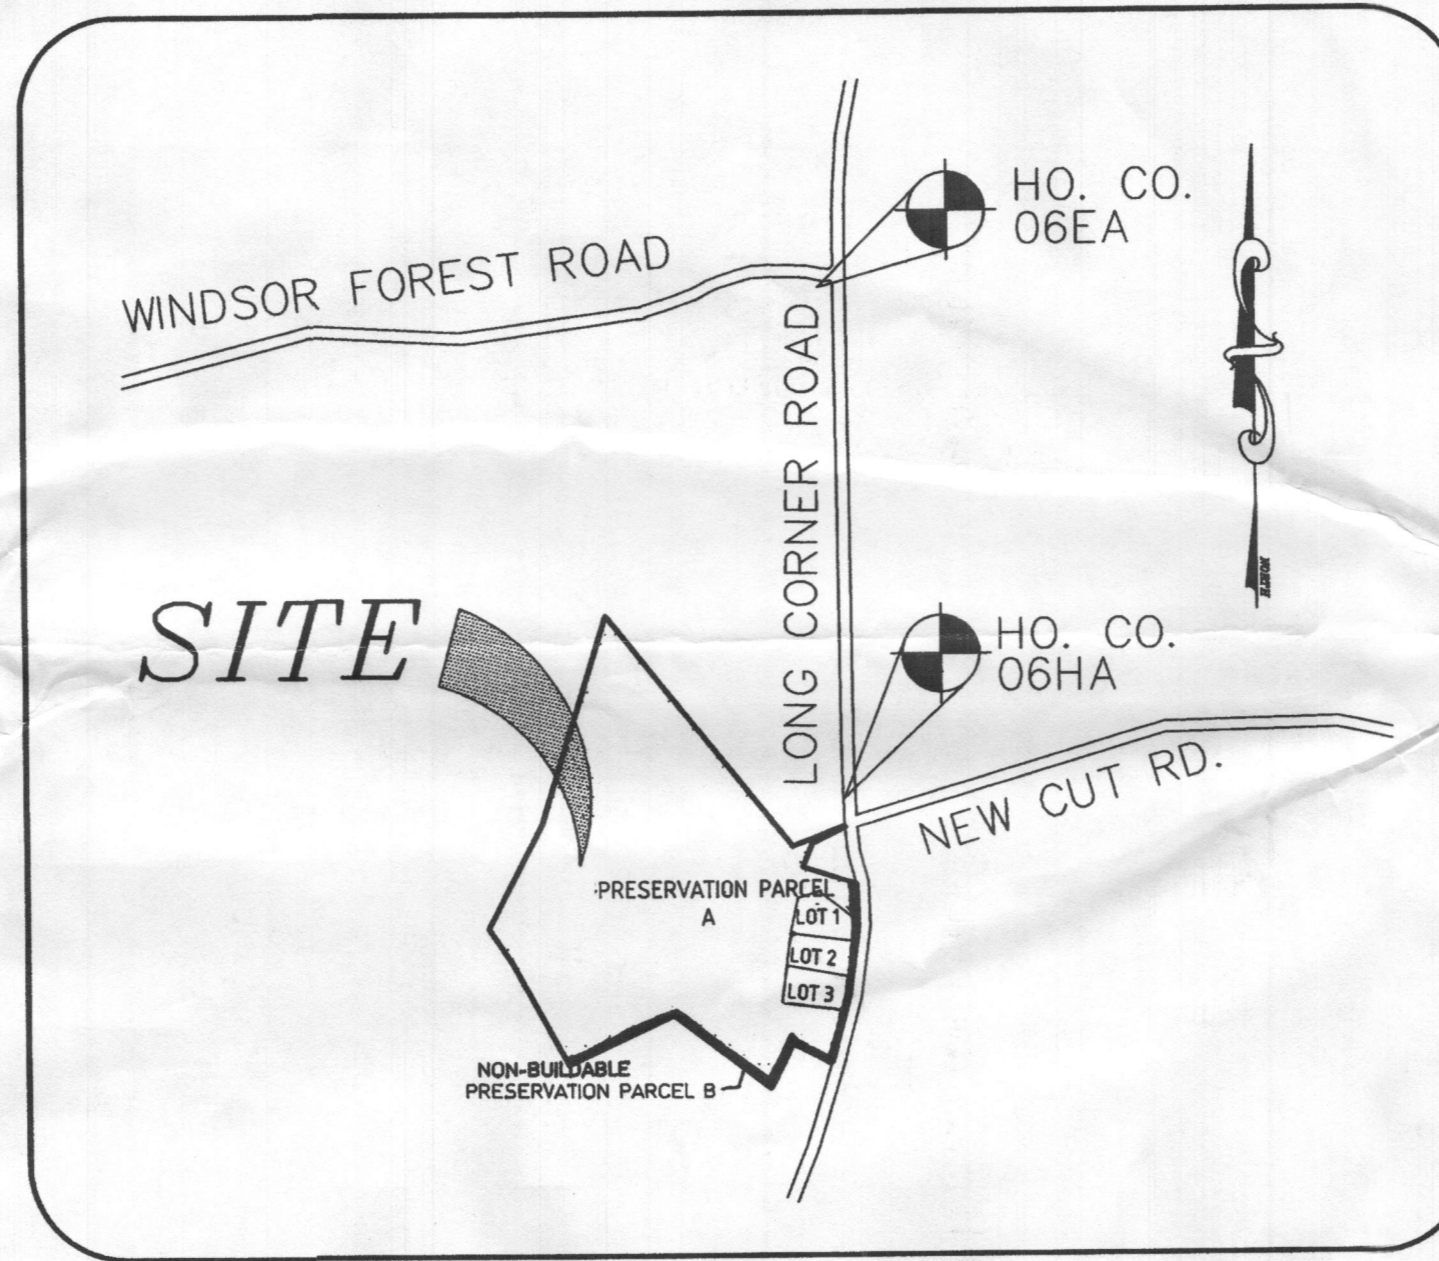 HO. CO.
06EA
WINDSOR FOREST ROAD
LONG CORNER ROAD
NORTH
SITE
HO. CO.
06HA
NEW CUT RD.
PRESERVATION PARCEL
A
LOT 1
LOT 2
LOT 3
NON-BUILDABLE
PRESERVATION PARCEL B